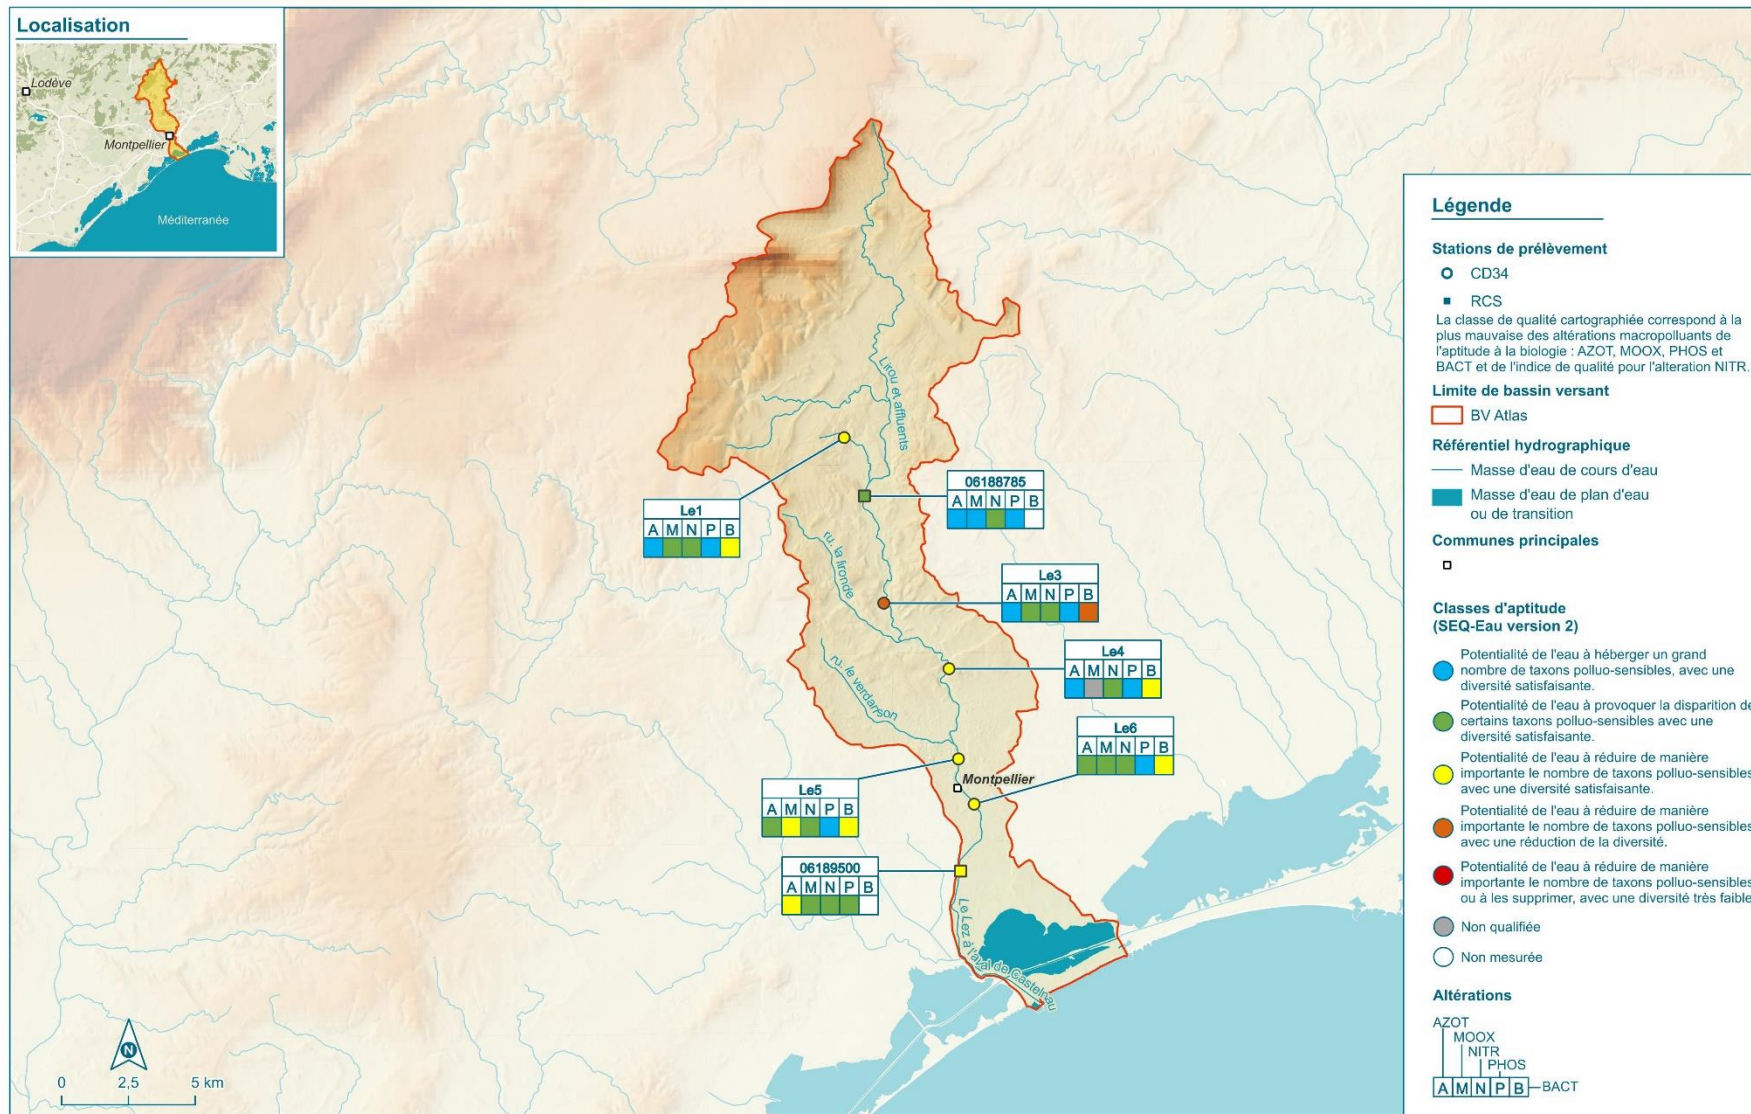 Localisation
Lodève
Montpellier
Méditerranée
Lirou et affluents
ru. la lironde
ru. le verdanson
Le Lez à l'aval de Castelnau
Montpellier
Le1
A M N P B
06188785
A M N P B
Le3
A M N P B
Le4
A M N P B
Le6
A M N P B
Le5
A M N P B
06189500
A M N P B
N
0 2,5 5 km
Légende
Stations de prélèvement
CD34
RCS
La classe de qualité cartographiée correspond à la
plus mauvaise des altérations macropolluants de
l'aptitude à la biologie : AZOT, MOOX, PHOS et
BACT et de l'indice de qualité pour l'alteration NITR.
Limite de bassin versant
BV Atlas
Référentiel hydrographique
Masse d'eau de cours d'eau
Masse d'eau de plan d'eau
ou de transition
Communes principales
Classes d'aptitude
(SEQ-Eau version 2)
Potentialité de l'eau à héberger un grand
nombre de taxons polluo-sensibles, avec une
diversité satisfaisante.
Potentialité de l'eau à provoquer la disparition de
certains taxons polluo-sensibles avec une
diversité satisfaisante.
Potentialité de l'eau à réduire de manière
importante le nombre de taxons polluo-sensibles
avec une diversité satisfaisante.
Potentialité de l'eau à réduire de manière
importante le nombre de taxons polluo-sensibles
avec une réduction de la diversité.
Potentialité de l'eau à réduire de manière
importante le nombre de taxons polluo-sensibles
ou à les supprimer, avec une diversité très faible
Non qualifiée
Non mesurée
Altérations
AZOT
MOOX
NITR
PHOS
A M N P B BACT